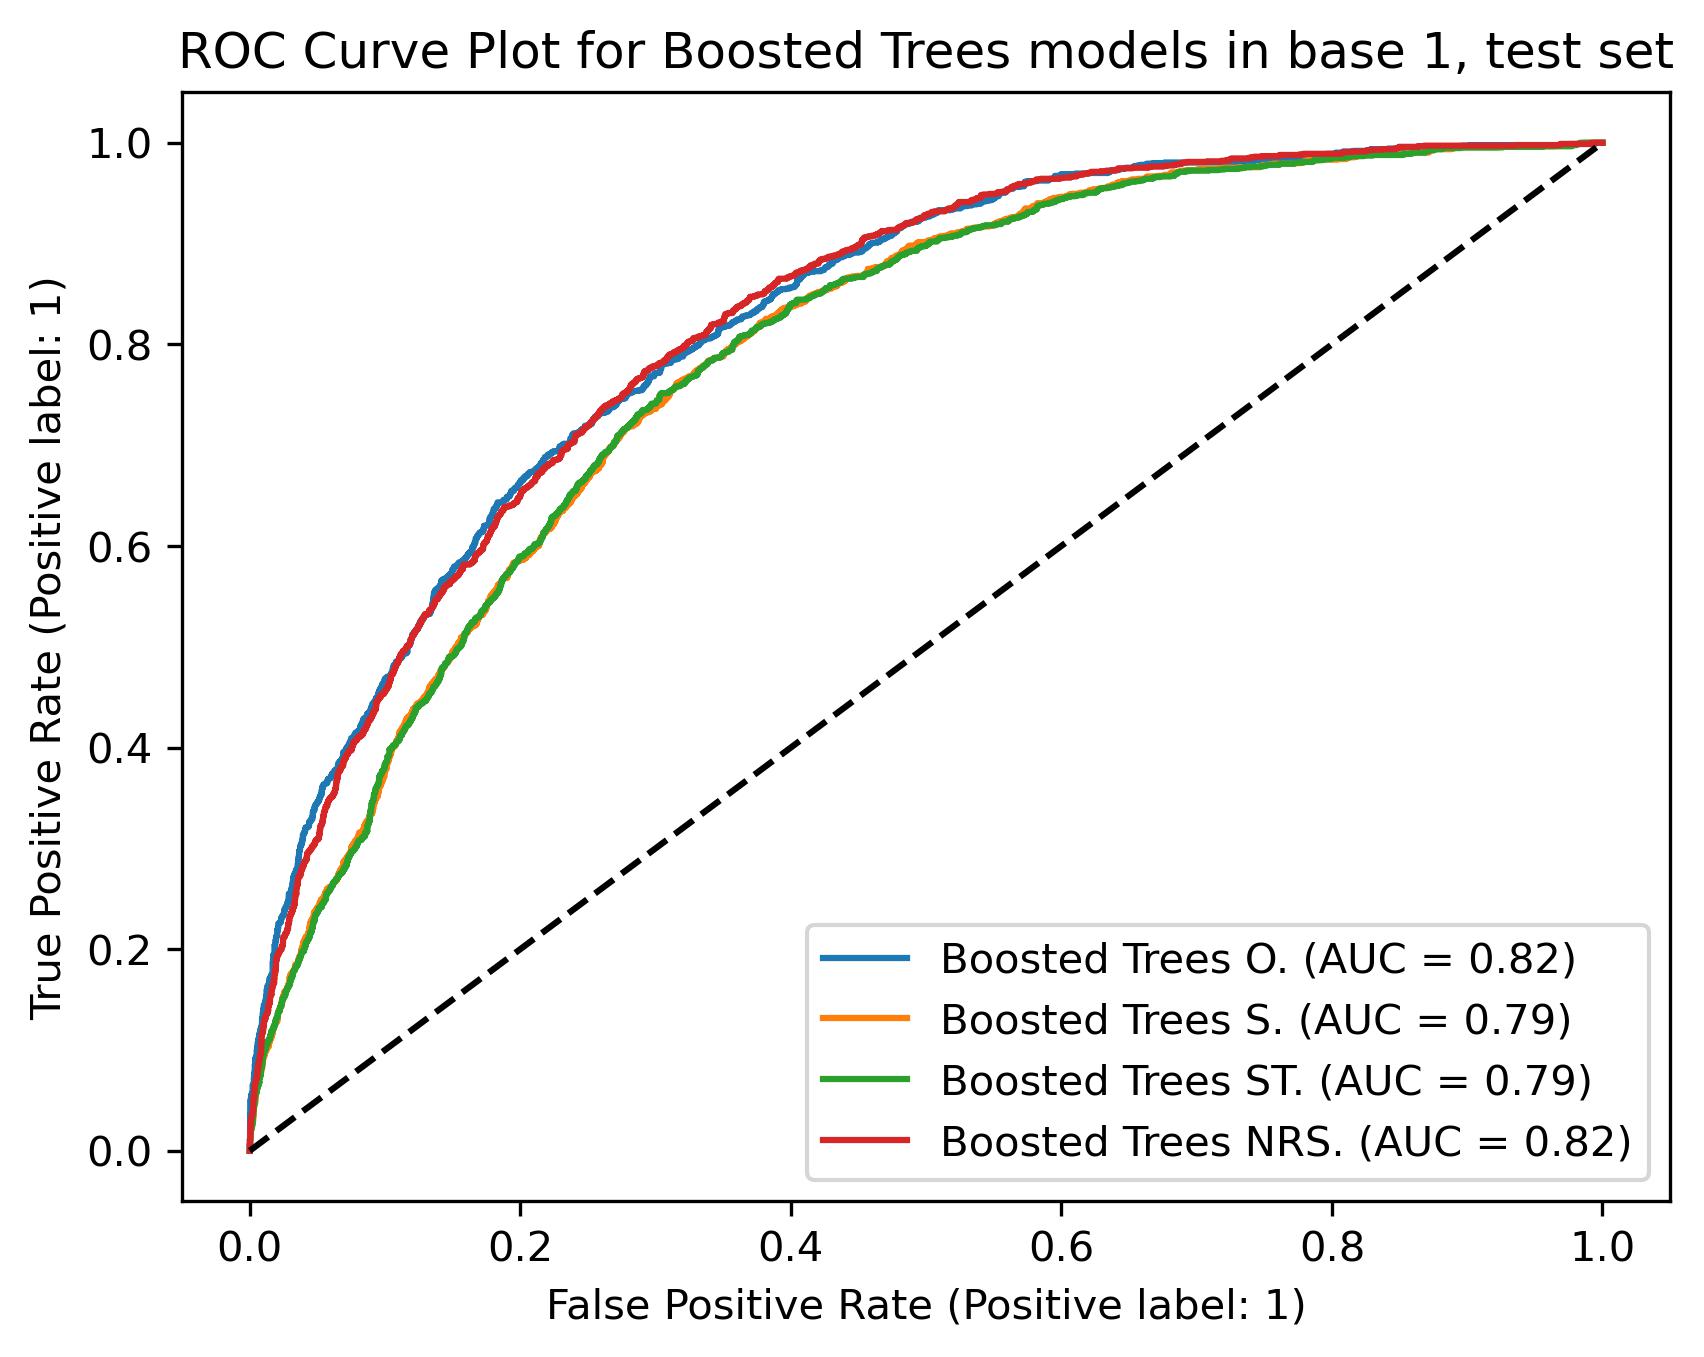 ROC Curve Plot for Boosted Trees models in base 1, test set
True Positive Rate (Positive label: 1)
1.0
0.8
0.6
0.4
0.2
0.0
Boosted Trees O. (AUC = 0.82)
Boosted Trees S. (AUC = 0.79)
Boosted Trees ST. (AUC = 0.79)
Boosted Trees NRS. (AUC = 0.82)
0.0 0.2 0.4 0.6 0.8 1.0
False Positive Rate (Positive label: 1)